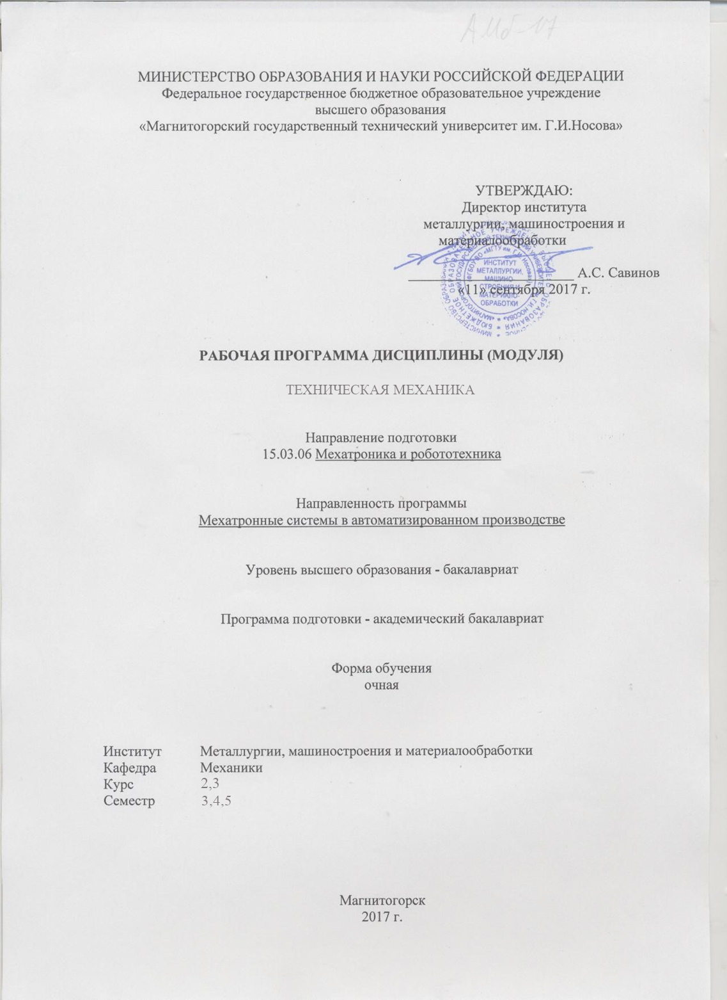 АМб-17
МИНИСТЕРСТВО ОБРАЗОВАНИЯ И НАУКИ РОССИЙСКОЙ ФЕДЕРАЦИИ
Федеральное государственное бюджетное образовательное учреждение
высшего образования
«Магнитогорский государственный технический университет им. Г.И.Носова»
УТВЕРЖДАЮ:
Директор института
металлургии, машиностроения и
материалообработки
А.С. Савинов
«11» сентября 2017 г.
ИНСТИТУТ
МЕТАЛЛУРГИИ,
МАШИНО-
СТРОЕНИЯ И
МАТЕРИАЛО-
ОБРАБОТКИ
РАБОЧАЯ ПРОГРАММА ДИСЦИПЛИНЫ (МОДУЛЯ)
ТЕХНИЧЕСКАЯ МЕХАНИКА
Направление подготовки
15.03.06 Мехатроника и робототехника
Направленность программы
Мехатронные системы в автоматизированном производстве
Уровень высшего образования - бакалавриат
Программа подготовки - академический бакалавриат
Форма обучения
очная
Институт Металлургии, машиностроения и материалообработки
Кафедра Механики
Курс 2,3
Семестр 3,4,5
Магнитогорск
2017 г.